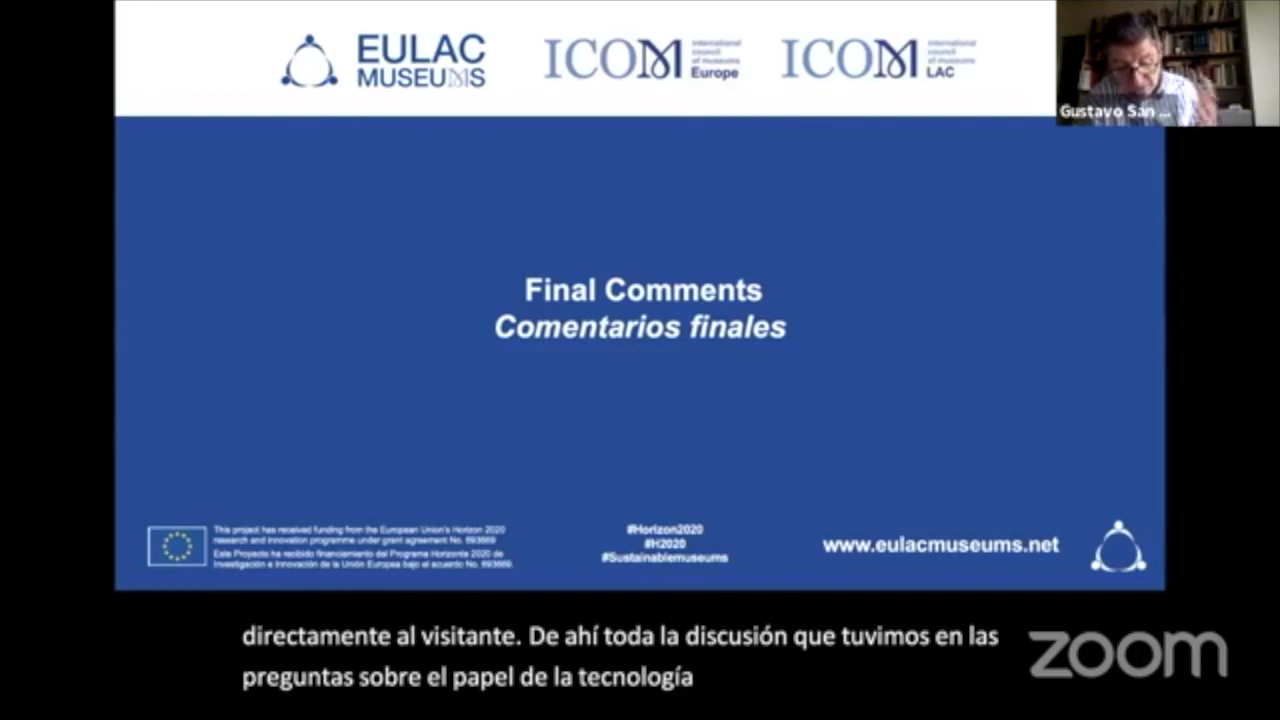 EULAC
MUSEUMS
ICOM
international
council
of museums
Europe
ICOM
international
council
of museums
LAC
Gustavo San ...
Final Comments
Comentarios finales
This project has received funding from the European Union's Horizon 2020
research and innovation programme under grant agreement No. 693669
Este Proyecto ha recibido financiamiento del Programa Horizonte 2020 de
Investigación e Innovación de la Unión Europea bajo el acuerdo No. 693669.
#Horizon2020
#H2020
#Sustainablemuseums
www.eulacmuseums.net
directamente al visitante. De ahí toda la discusión que tuvimos en las
preguntas sobre el papel de la tecnología
zoom